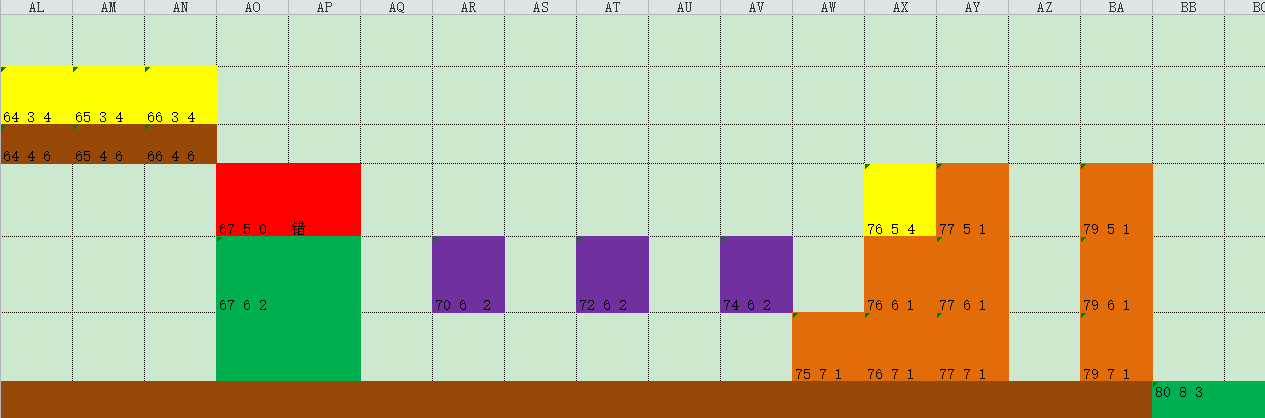 AL AM AN AO AP AQ AR AS AT AU AV AW AX AY AZ BA BB BC
64 3 4 65 3 4 66 3 4
64 4 6 65 4 6 66 4 6
67 5 0 错 76 5 4 77 5 1 79 5 1
67 6 2 70 6 2 72 6 2 74 6 2 76 6 1 77 6 1 79 6 1
75 7 1 76 7 1 77 7 1 79 7 1
80 8 3